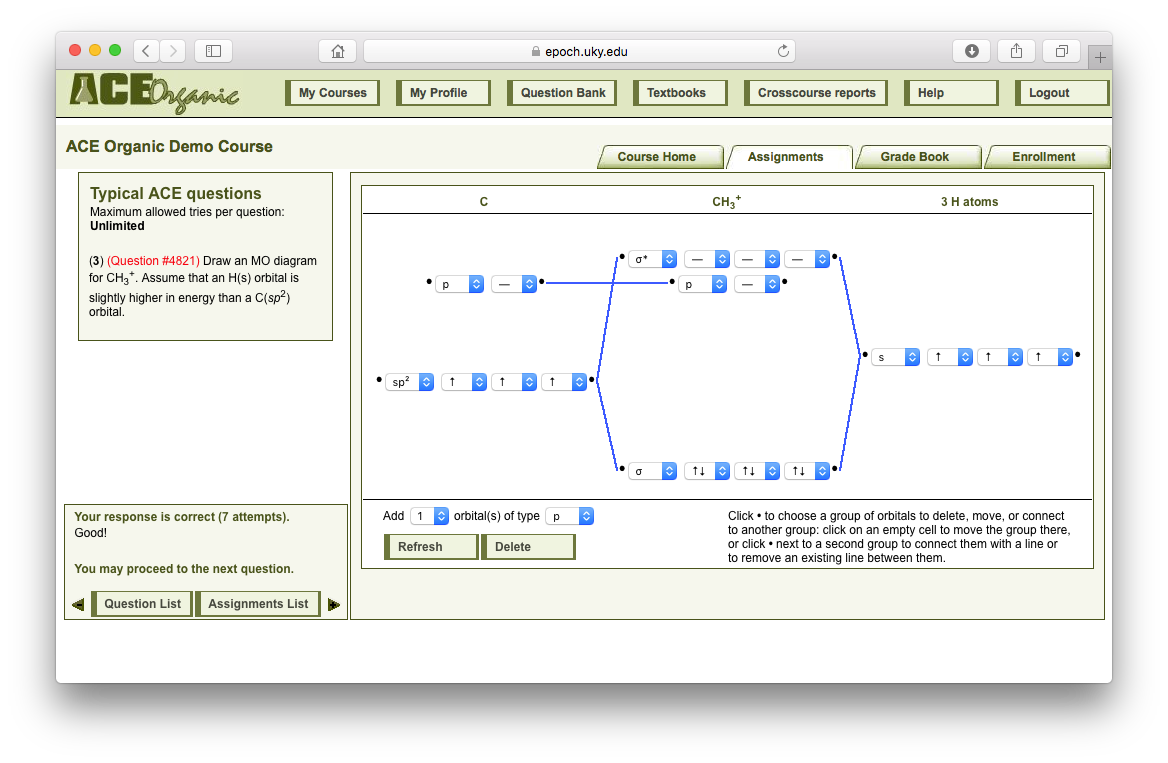 epoch.uky.edu
ACE Organic
My Courses
My Profile
Question Bank
Textbooks
Crosscourse reports
Help
Logout
ACE Organic Demo Course
Course Home
Assignments
Grade Book
Enrollment
Typical ACE questions
Maximum allowed tries per question:
Unlimited
(3) (Question #4821) Draw an MO diagram
for CH₃⁺. Assume that an H(s) orbital is
slightly higher in energy than a C(sp²)
orbital.
C
CH₃⁺
3 H atoms
σ* — — —
p —
p —
s ↑ ↑ ↑
sp² ↑ ↑ ↑
σ ↑↓ ↑↓ ↑↓
Add 1 orbital(s) of type p
Refresh
Delete
Click • to choose a group of orbitals to delete, move, or connect
to another group: click on an empty cell to move the group there,
or click • next to a second group to connect them with a line or
to remove an existing line between them.
Your response is correct (7 attempts).
Good!
You may proceed to the next question.
Question List
Assignments List